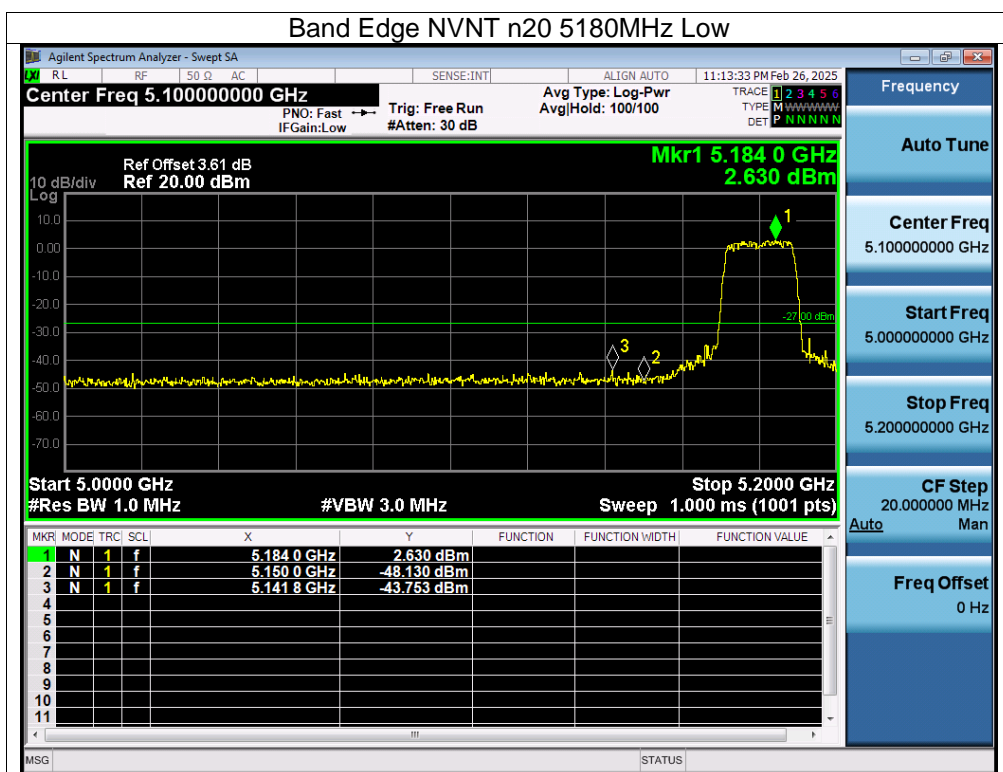 Band Edge NVNT n20 5180MHz Low
Agilent Spectrum Analyzer - Swept SA
LXI RL RF 50 Ω AC SENSE:INT ALIGN AUTO 11:13:33 PM Feb 26, 2025
Center Freq 5.100000000 GHz
PNO: Fast
IFGain:Low
Trig: Free Run
#Atten: 30 dB
Avg Type: Log-Pwr
Avg|Hold: 100/100
TRACE 1 2 3 4 5 6
TYPE M WWWWW
DET P N N N N N
Frequency
Auto Tune
Center Freq
5.100000000 GHz
Start Freq
5.000000000 GHz
Stop Freq
5.200000000 GHz
CF Step
20.000000 MHz
Auto Man
Freq Offset
0 Hz
Mkr1 5.184 0 GHz
2.630 dBm
Ref Offset 3.61 dB
10 dB/div Ref 20.00 dBm
Log
10.0
0.00
-10.0
-20.0
-30.0
-40.0
-50.0
-60.0
-70.0
1
-27.00 dBm
3
2
Start 5.0000 GHz Stop 5.2000 GHz
#Res BW 1.0 MHz #VBW 3.0 MHz Sweep 1.000 ms (1001 pts)
MKR MODE TRC SCL X Y FUNCTION FUNCTION WIDTH FUNCTION VALUE
1 N 1 f 5.184 0 GHz 2.630 dBm
2 N 1 f 5.150 0 GHz -48.130 dBm
3 N 1 f 5.141 8 GHz -43.753 dBm
4
5
6
7
8
9
10
11
MSG STATUS